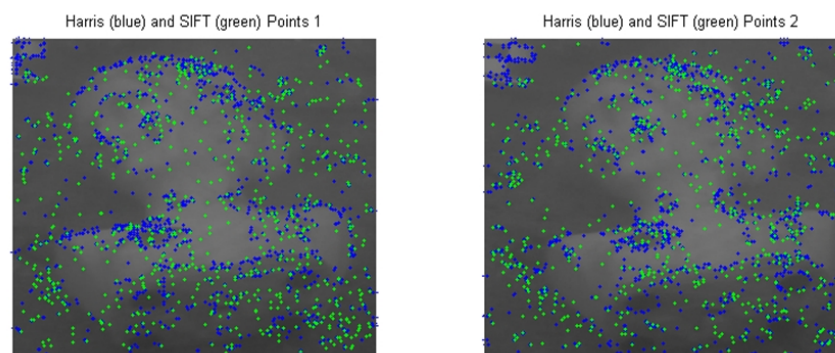 Harris (blue) and SIFT (green) Points 1
Harris (blue) and SIFT (green) Points 2